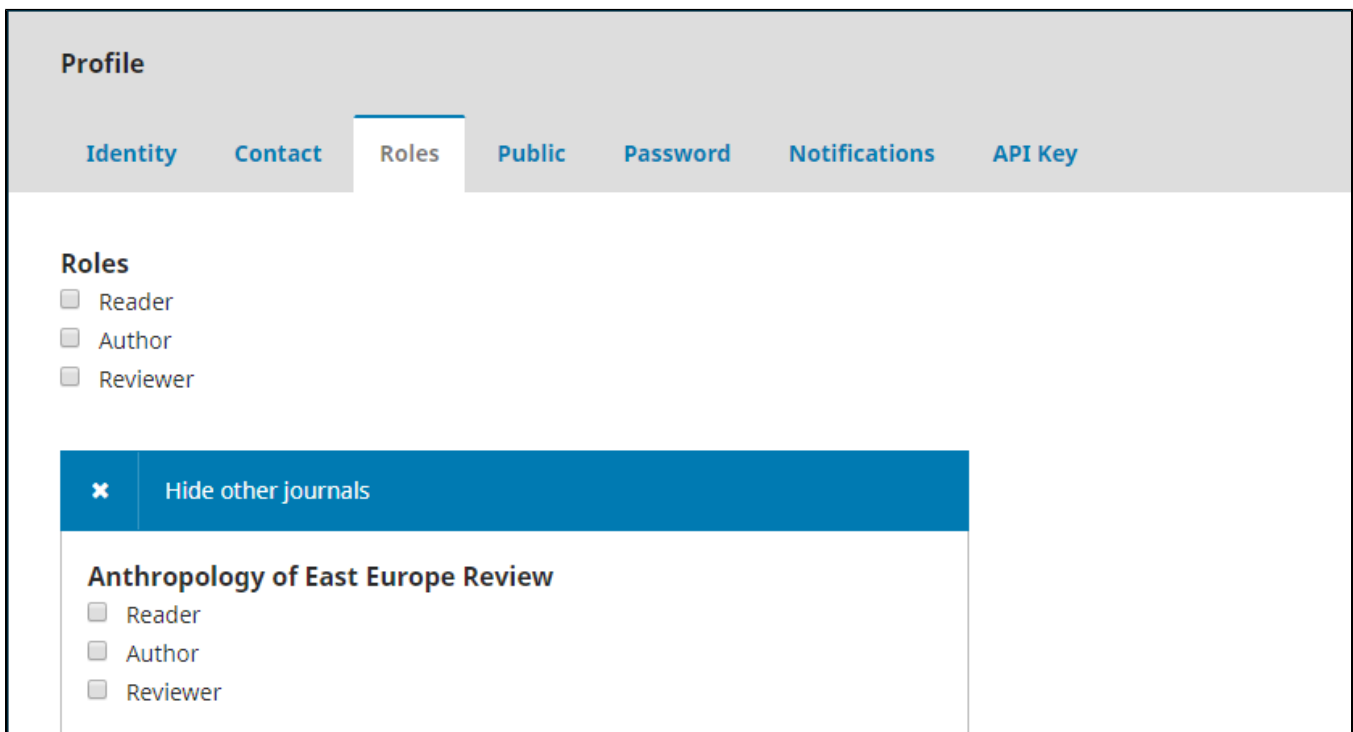 Profile
Identity Contact Roles Public Password Notifications API Key
Roles
Reader
Author
Reviewer
Hide other journals
Anthropology of East Europe Review
Reader
Author
Reviewer